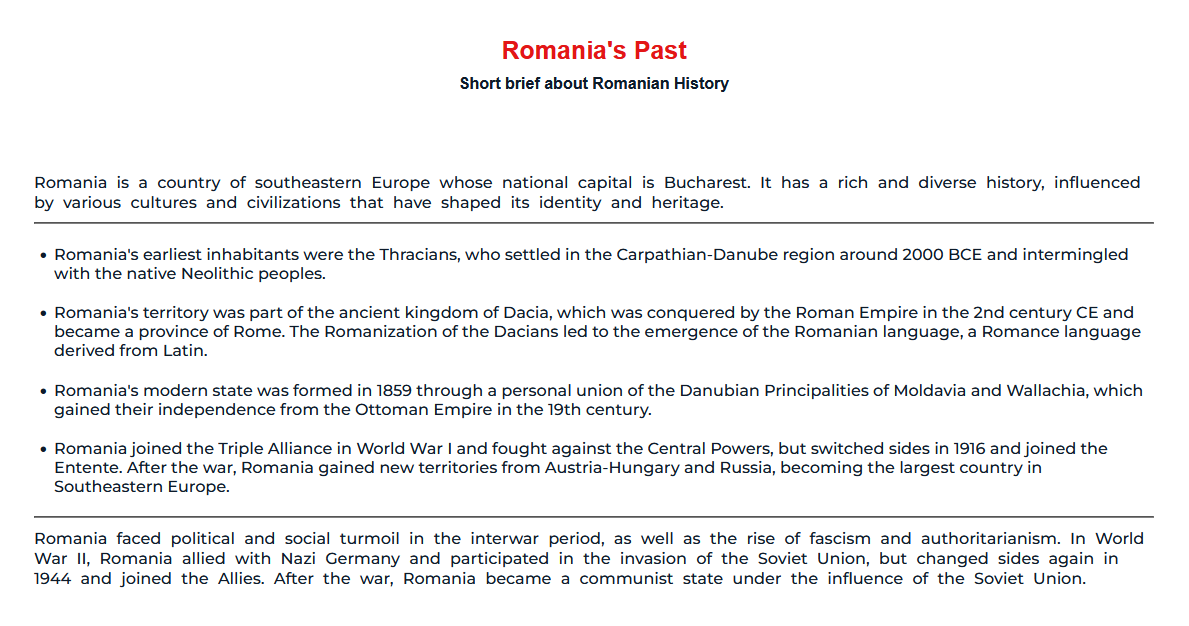 Romania's Past
Short brief about Romanian History
Romania is a country of southeastern Europe whose national capital is Bucharest. It has a rich and diverse history, influenced
by various cultures and civilizations that have shaped its identity and heritage.
• Romania's earliest inhabitants were the Thracians, who settled in the Carpathian-Danube region around 2000 BCE and intermingled
with the native Neolithic peoples.
• Romania's territory was part of the ancient kingdom of Dacia, which was conquered by the Roman Empire in the 2nd century CE and
became a province of Rome. The Romanization of the Dacians led to the emergence of the Romanian language, a Romance language
derived from Latin.
• Romania's modern state was formed in 1859 through a personal union of the Danubian Principalities of Moldavia and Wallachia, which
gained their independence from the Ottoman Empire in the 19th century.
• Romania joined the Triple Alliance in World War I and fought against the Central Powers, but switched sides in 1916 and joined the
Entente. After the war, Romania gained new territories from Austria-Hungary and Russia, becoming the largest country in
Southeastern Europe.
Romania faced political and social turmoil in the interwar period, as well as the rise of fascism and authoritarianism. In World
War II, Romania allied with Nazi Germany and participated in the invasion of the Soviet Union, but changed sides again in
1944 and joined the Allies. After the war, Romania became a communist state under the influence of the Soviet Union.